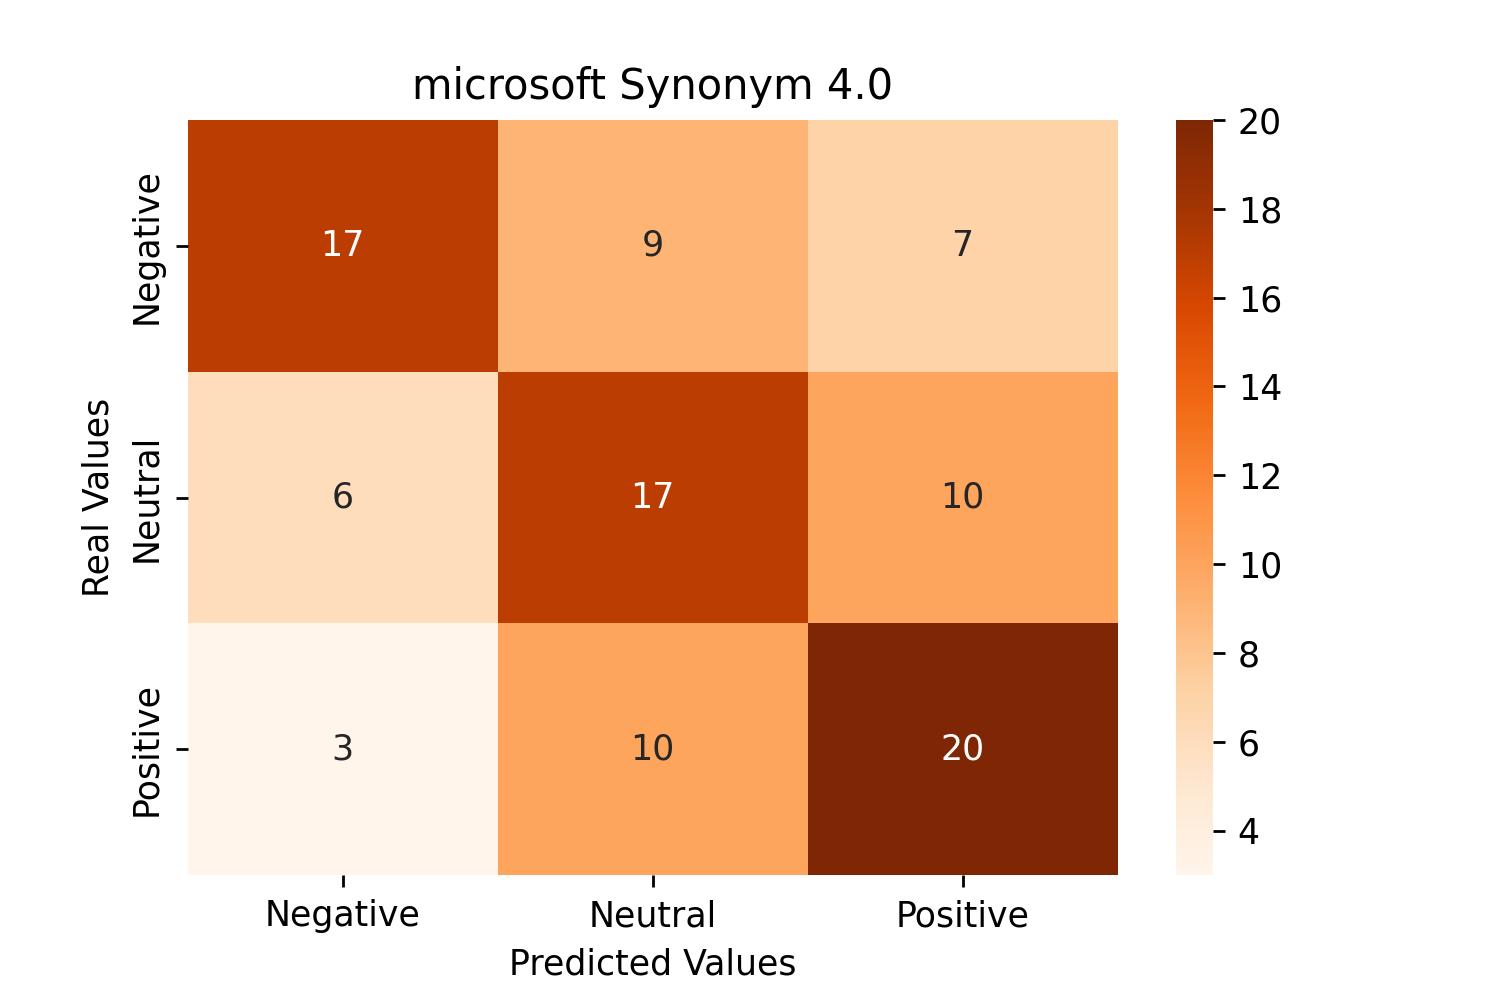 microsoft Synonym 4.0
Real Values
Negative
17
9
7
Neutral
6
17
10
Positive
3
10
20
Negative
Neutral
Positive
Predicted Values
20
18
16
14
12
10
8
6
4